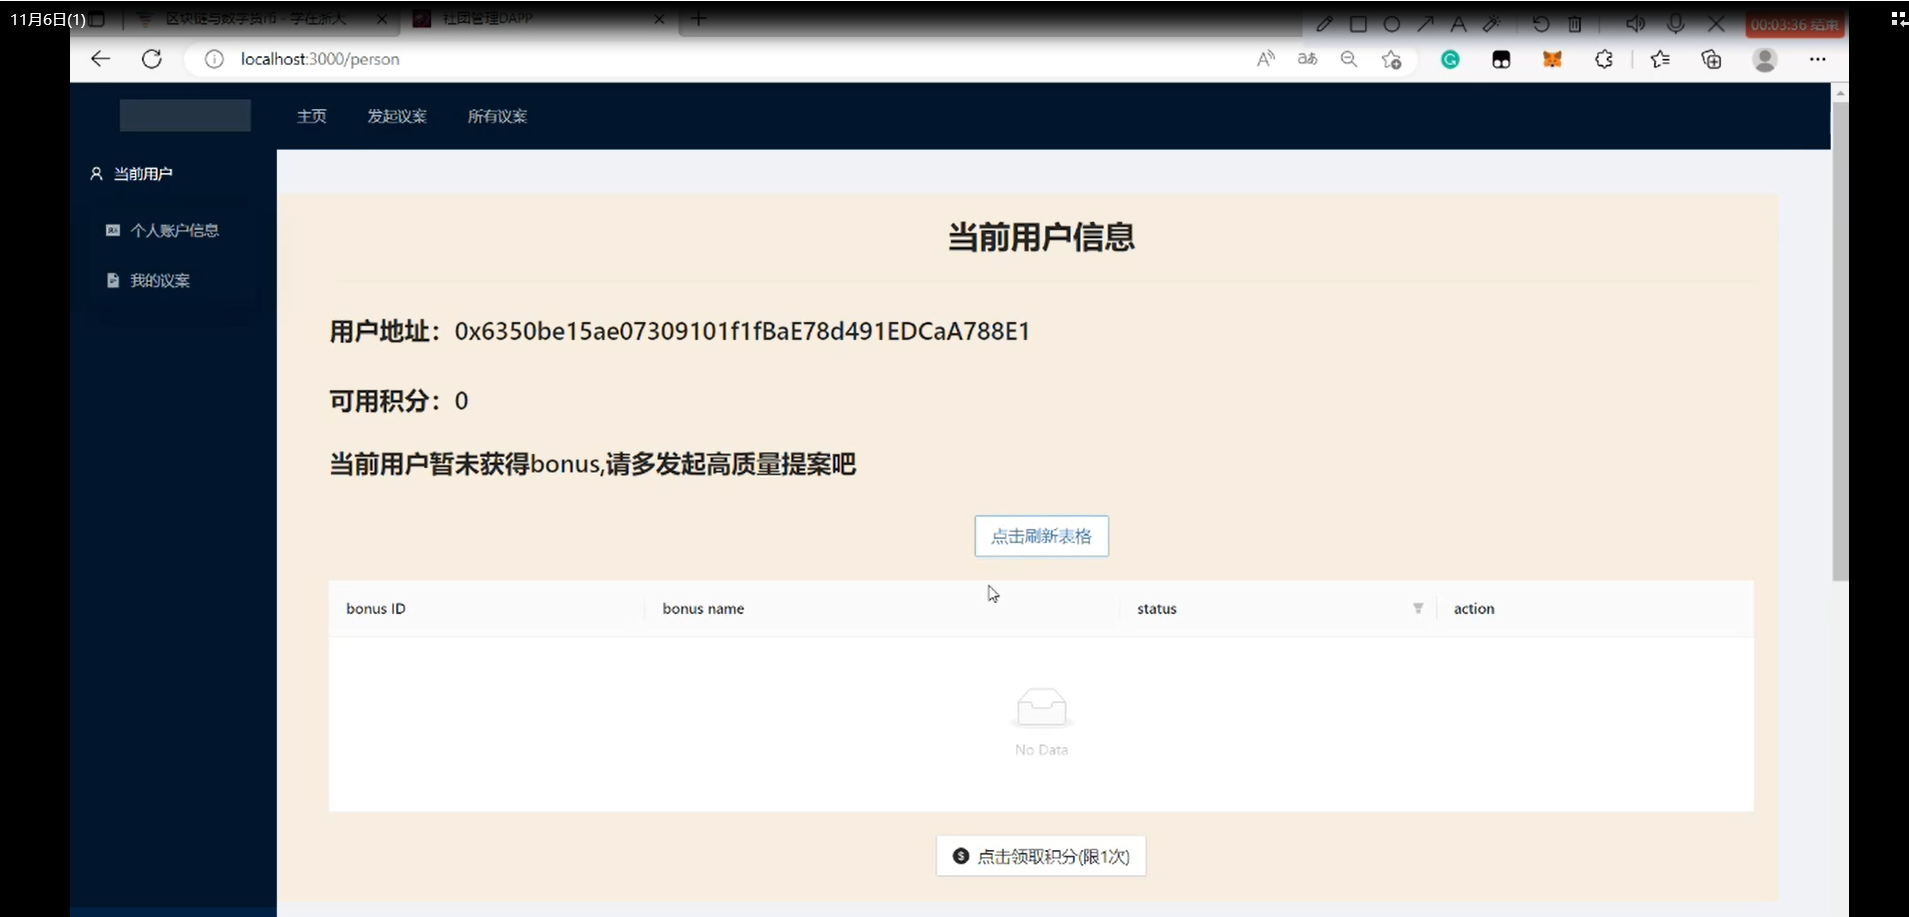 11月6日(1)
区块链与数字货币 - 学在浙大
社团管理DAPP
00:03:36 结束
localhost:3000/person
主页 发起议案 所有议案
当前用户
个人账户信息
我的议案
当前用户信息
用户地址：0x6350be15ae07309101f1fBaE78d491EDCaA788E1
可用积分：0
当前用户暂未获得bonus,请多发起高质量提案吧
点击刷新表格
bonus ID bonus name status action
No Data
点击领取积分(限1次)